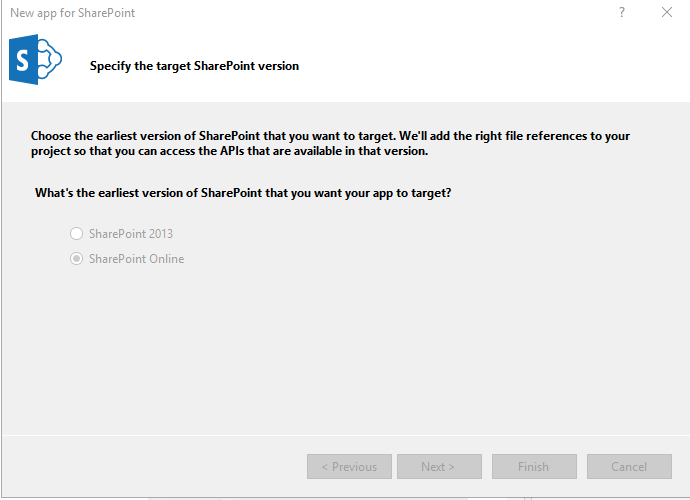 New app for SharePoint
?
S
Specify the target SharePoint version
Choose the earliest version of SharePoint that you want to target. We'll add the right file references to your
project so that you can access the APIs that are available in that version.
What's the earliest version of SharePoint that you want your app to target?
SharePoint 2013
SharePoint Online
< Previous
Next >
Finish
Cancel